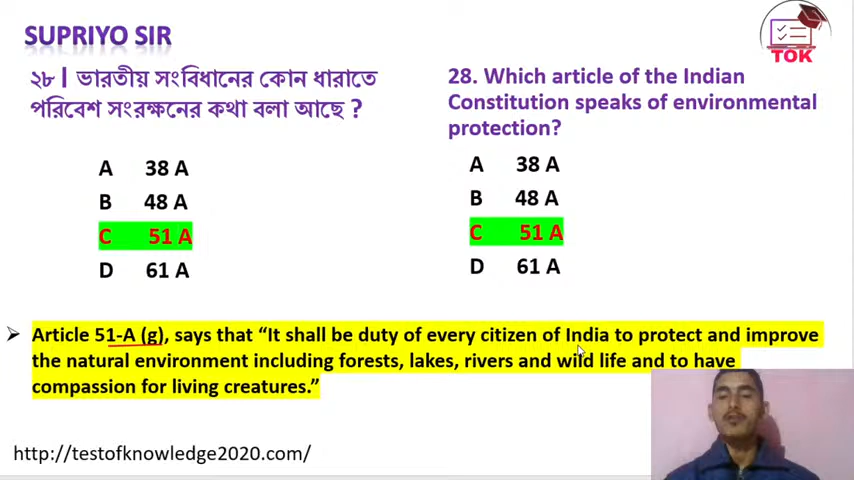 SUPRIYO SIR
TOK
২৮। ভারতীয় সংবিধানের কোন ধারাতে
পরিবেশ সংরক্ষনের কথা বলা আছে ?
A 38 A
B 48 A
C 51 A
D 61 A
28. Which article of the Indian
Constitution speaks of environmental
protection?
A 38 A
B 48 A
C 51 A
D 61 A
➢ Article 51-A (g), says that “It shall be duty of every citizen of India to protect and improve
the natural environment including forests, lakes, rivers and wild life and to have
compassion for living creatures.”
http://testofknowledge2020.com/